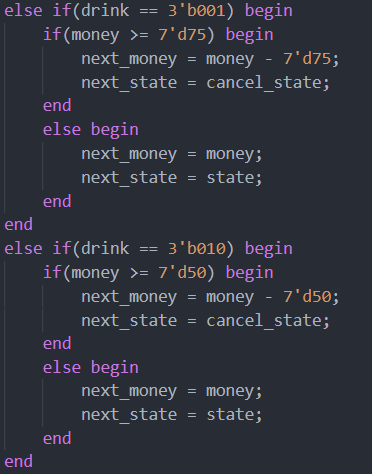 else if(drink == 3'b001) begin
    if(money >= 7'd75) begin
        next_money = money - 7'd75;
        next_state = cancel_state;
    end
    else begin
        next_money = money;
        next_state = state;
    end
end
else if(drink == 3'b010) begin
    if(money >= 7'd50) begin
        next_money = money - 7'd50;
        next_state = cancel_state;
    end
    else begin
        next_money = money;
        next_state = state;
    end
end